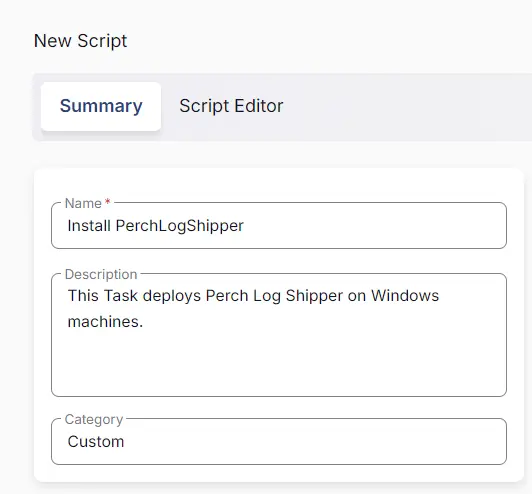 New Script
Summary Script Editor
Name *
Install PerchLogShipper
Description
This Task deploys Perch Log Shipper on Windows
machines.
Category
Custom